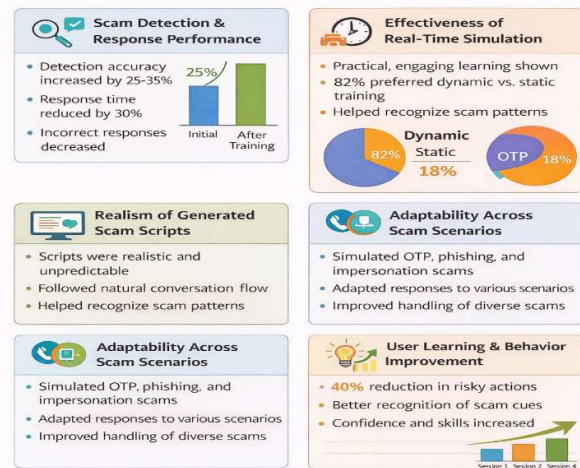 Scam Detection &
Response Performance
• Detection accuracy
increased by 25-35%
• Response time
reduced by 30%
• Incorrect responses
decreased
25%
Initial
After
Training
Effectiveness of
Real-Time Simulation
• Practical, engaging learning shown
• 82% preferred dynamic vs. static
training
• Helped recognize scam patterns
82%
Dynamic
Static
18%
OTP
18%
Realism of Generated
Scam Scripts
• Scripts were realistic and
unpredictable
• Followed natural conversation flow
• Helped recognize scam patterns
Adaptability Across
Scam Scenarios
• Simulated OTP, phishing, and
impersonation scams
• Adapted responses to various scenarios
• Improved handling of diverse scams
Adaptability Across
Scam Scenarios
• Simulated OTP, phishing, and
impersonation scams
• Adapted responses to various scenarios
• Improved handling of diverse scams
User Learning & Behavior
Improvement
• 40% reduction in risky actions
• Better recognition of scam cues
• Confidence and skills increased
Session 1 Session 2 Session 4